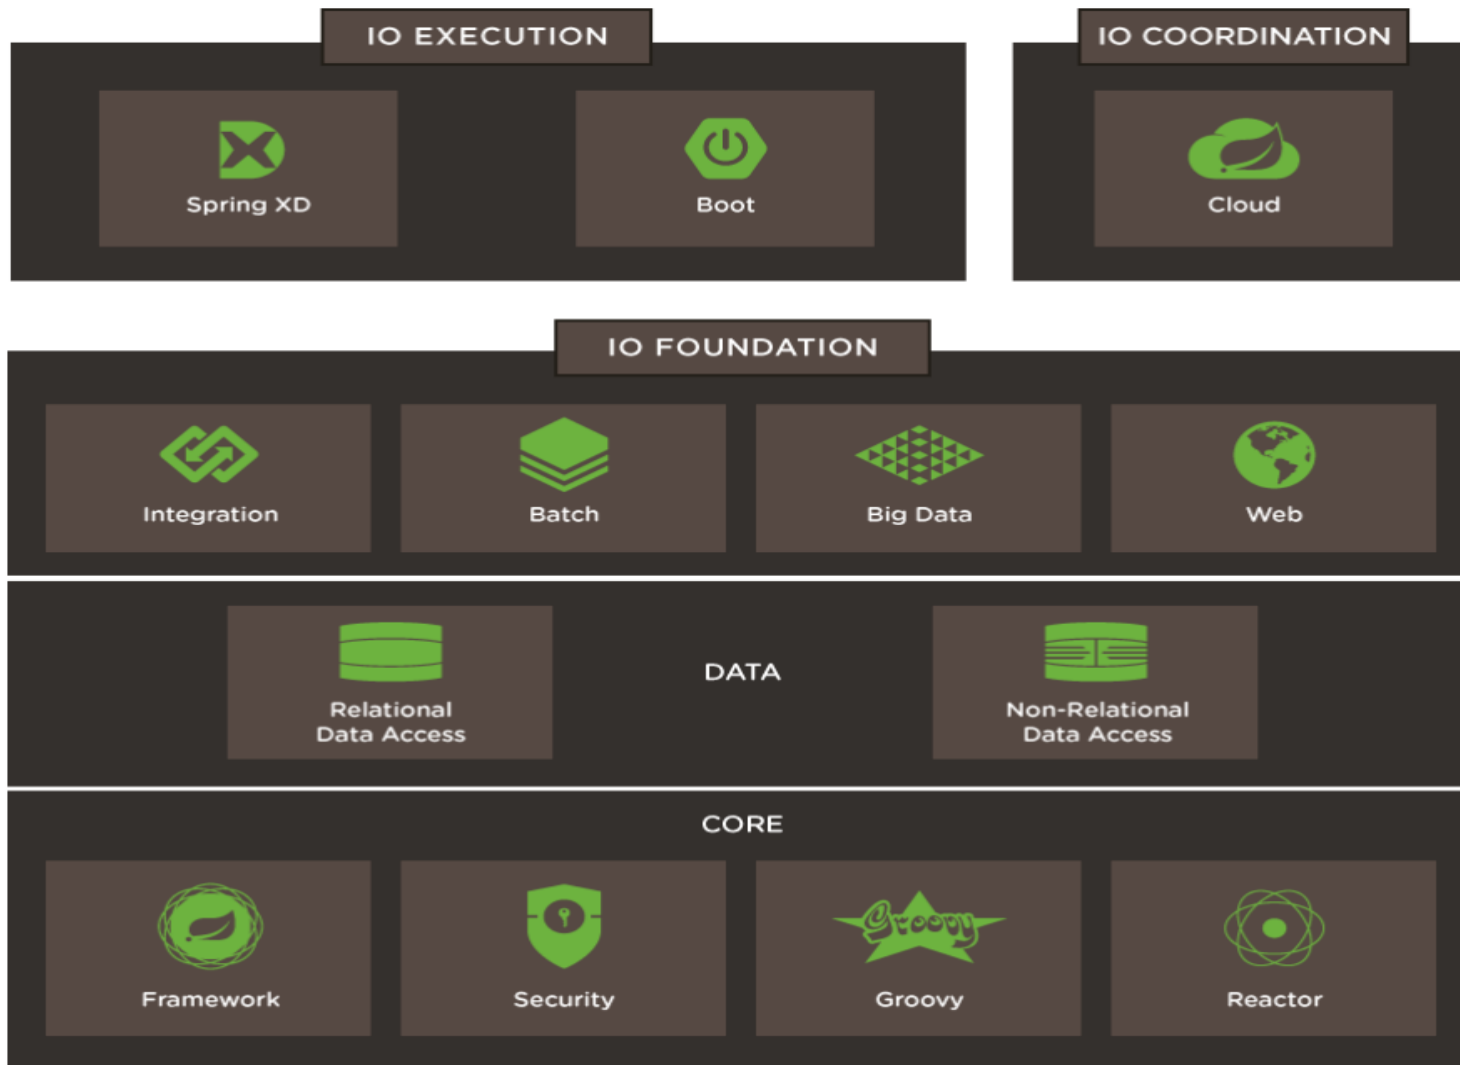 IO EXECUTION
IO COORDINATION
Spring XD
Boot
Cloud
IO FOUNDATION
Integration
Batch
Big Data
Web
DATA
Relational
Data Access
Non-Relational
Data Access
CORE
Groovy
Framework
Security
Groovy
Reactor